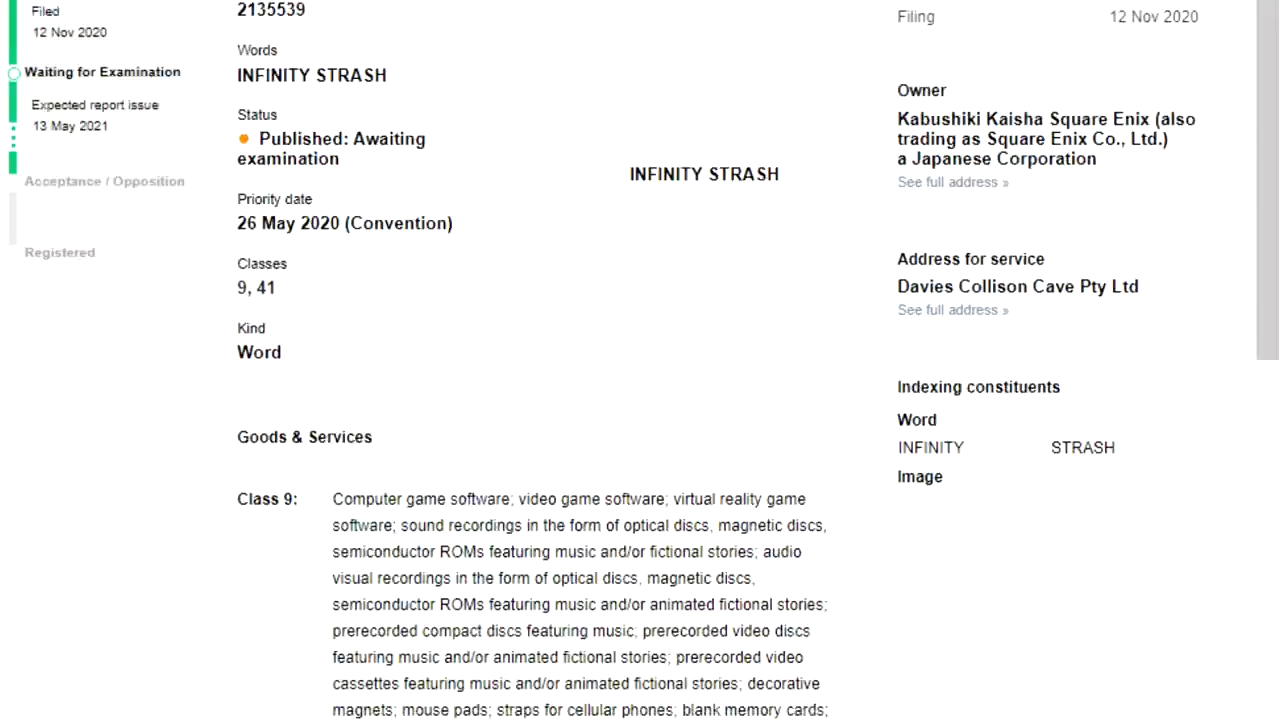 Filed
12 Nov 2020
Waiting for Examination
Expected report issue
13 May 2021
Acceptance / Opposition
Registered
2135539
Words
INFINITY STRASH
Status
Published: Awaiting
examination
Priority date
26 May 2020 (Convention)
Classes
9, 41
Kind
Word
INFINITY STRASH
Filing 12 Nov 2020
Owner
Kabushiki Kaisha Square Enix (also
trading as Square Enix Co., Ltd.)
a Japanese Corporation
See full address »
Address for service
Davies Collison Cave Pty Ltd
See full address »
Indexing constituents
Word
INFINITY STRASH
Image
Goods & Services
Class 9: Computer game software; video game software; virtual reality game
software; sound recordings in the form of optical discs, magnetic discs,
semiconductor ROMs featuring music and/or fictional stories; audio
visual recordings in the form of optical discs, magnetic discs,
semiconductor ROMs featuring music and/or animated fictional stories;
prerecorded compact discs featuring music; prerecorded video discs
featuring music and/or animated fictional stories; prerecorded video
cassettes featuring music and/or animated fictional stories; decorative
magnets; mouse pads; straps for cellular phones; blank memory cards;